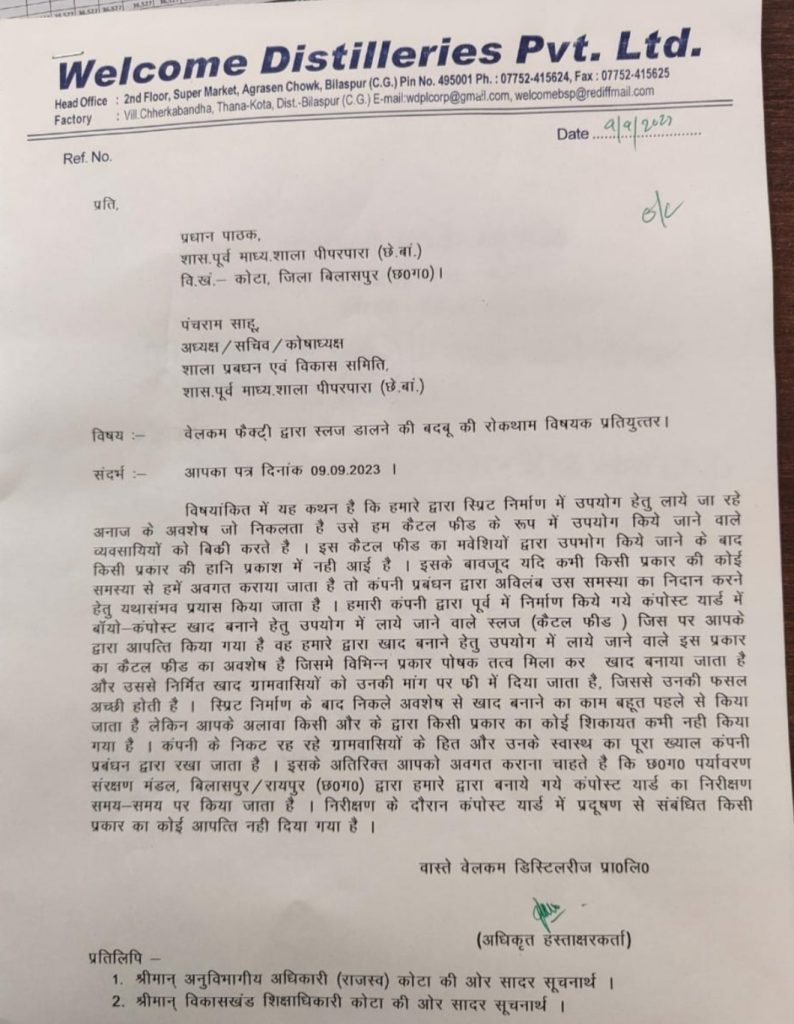 Welcome Distilleries Pvt. Ltd.
Head Office : 2nd Floor, Super Market, Agrasen Chowk, Bilaspur (C.G.) Pin No. 495001 Ph. : 07752-415624, Fax : 07752-415625
Factory : Vill.Chherkabandha, Thana-Kota, Dist.-Bilaspur (C.G.) E-mail:wdplcorp@gmail.com, welcomebsp@rediffmail.com
Date 9/9/2023
Ref. No.
प्रति,
प्रधान पाठक,
शास.पूर्व माध्य.शाला पीपरपारा (छे.बां.)
वि.खं.– कोटा, जिला बिलासपुर (छ0ग0)।
पंचराम साहू,
अध्यक्ष/सचिव/कोषाध्यक्ष
शाला प्रबधन एवं विकास समिति,
शास.पूर्व माध्य.शाला पीपरपारा (छे.बां.)
विषय :– वेलकम फैक्ट्री द्वारा स्लज डालने की बदबू की रोकथाम विषयक प्रतियुत्तर।
संदर्भ :– आपका पत्र दिनांक 09.09.2023 ।
विषयांकित में यह कथन है कि हमारे द्वारा स्प्रिट निर्माण में उपयोग हेतु लाये जा रहे
अनाज के अवशेष जो निकलता है उसे हम कैटल फीड के रूप में उपयोग किये जाने वाले
व्यवसायियों को बिकी करते है । इस कैटल फीड का मवेशियों द्वारा उपभोग किये जाने के बाद
किसी प्रकार की हानि प्रकाश में नही आई है । इसके बावजूद यदि कभी किसी प्रकार की कोई
समस्या से हमें अवगत कराया जाता है तो कंपनी प्रबंधन द्वारा अविलंब उस समस्या का निदान करने
हेतु यथासंभव प्रयास किया जाता है । हमारी कंपनी द्वारा पूर्व में निर्माण किये गये कंपोस्ट यार्ड में
बॉयो–कंपोस्ट खाद बनाने हेतु उपयोग में लाये जाने वाले स्लज (कैटल फीड ) जिस पर आपके
द्वारा आपत्ति किया गया है वह हमारे द्वारा खाद बनाने हेतु उपयोग में लाये जाने वाले इस प्रकार
का कैटल फीड का अवशेष है जिसमे विभिन्न प्रकार पोषक तत्व मिला कर खाद बनाया जाता है
और उससे निर्मित खाद ग्रामवासियों को उनकी मांग पर फी में दिया जाता है, जिससे उनकी फसल
अच्छी होती है । स्प्रिट निर्माण के बाद निकले अवशेष से खाद बनाने का काम बहूत पहले से किया
जाता है लेकिन आपके अलावा किसी और के द्वारा किसी प्रकार का कोई शिकायत कभी नही किया
गया है । कंपनी के निकट रह रहे ग्रामवासियों के हित और उनके स्वास्थ का पूरा ख्याल कंपनी
प्रबंघन द्वारा रखा जाता है । इसके अतिरिक्त आपको अवगत कराना चाहते है कि छ0ग0 पर्यावरण
संरक्षण मंडल, बिलासपुर/रायपुर (छ0ग0) द्वारा हमारे द्वारा बनाये गये कंपोस्ट यार्ड का निरीक्षण
समय–समय पर किया जाता है । निरीक्षण के दौरान कंपोस्ट यार्ड में प्रदूषण से संबंधित किसी
प्रकार का कोई आपत्ति नही दिया गया है ।
वास्ते वेलकम डिस्टिलरीज प्रा0लि0
(अधिकृत हस्ताक्षरकर्ता)
प्रतिलिपि –
1. श्रीमान् अनुविभागीय अधिकारी (राजस्व) कोटा की ओर सादर सूचनार्थ ।
2. श्रीमान् विकासखंड शिक्षाधिकारी कोटा की ओर सादर सूचनार्थ ।